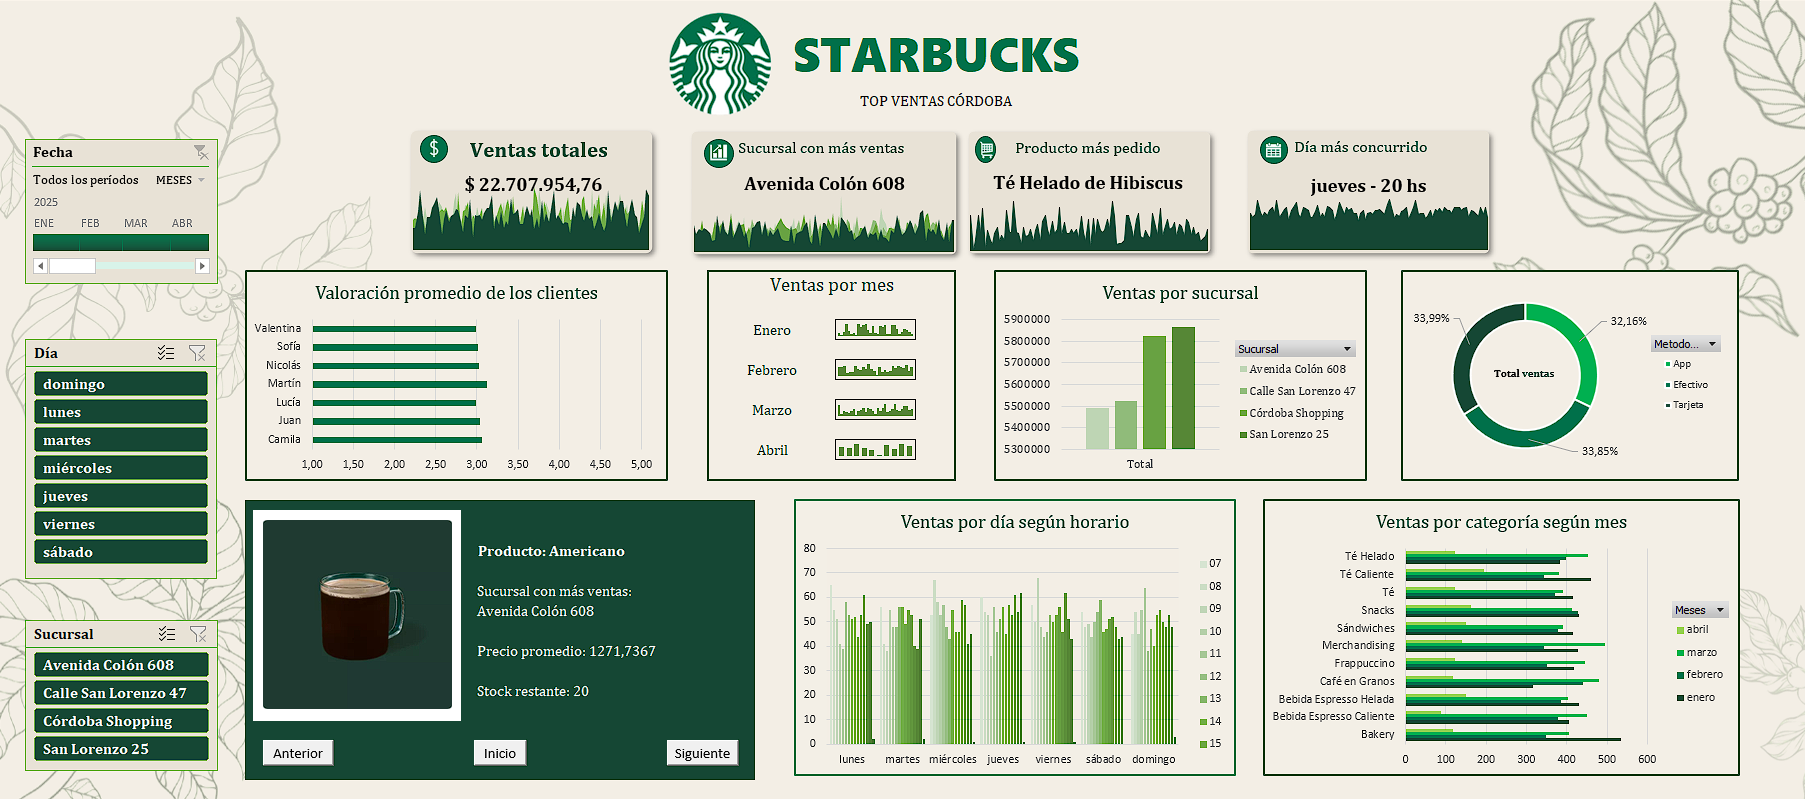 STARBUCKS
TOP VENTAS CÓRDOBA
Fecha
Todos los períodos MESES
2025
ENE FEB MAR ABR
Ventas totales
$ 22.707.954,76
Sucursal con más ventas
Avenida Colón 608
Producto más pedido
Té Helado de Hibiscus
Día más concurrido
jueves - 20 hs
Día
domingo
lunes
martes
miércoles
jueves
viernes
sábado
Sucursal
Avenida Colón 608
Calle San Lorenzo 47
Córdoba Shopping
San Lorenzo 25
Valoración promedio de los clientes
Valentina
Sofía
Nicolás
Martín
Lucía
Juan
Camila
1,00 1,50 2,00 2,50 3,00 3,50 4,00 4,50 5,00
Ventas por mes
Enero
Febrero
Marzo
Abril
Ventas por sucursal
5900000
5800000
5700000
5600000
5500000
5400000
5300000
Total
Sucursal
Avenida Colón 608
Calle San Lorenzo 47
Córdoba Shopping
San Lorenzo 25
33,99%
32,16%
33,85%
Total ventas
Metodo...
App
Efectivo
Tarjeta
Producto: Americano
Sucursal con más ventas:
Avenida Colón 608
Precio promedio: 1271,7367
Stock restante: 20
Anterior
Inicio
Siguiente
Ventas por día según horario
80
70
60
50
40
30
20
10
0
lunes martes miércoles jueves viernes sábado domingo
07
08
09
10
11
12
13
14
15
Ventas por categoría según mes
Té Helado
Té Caliente
Té
Snacks
Sándwiches
Merchandising
Frappuccino
Café en Granos
Bebida Espresso Helada
Bebida Espresso Caliente
Bakery
0 100 200 300 400 500 600
Meses
abril
marzo
febrero
enero